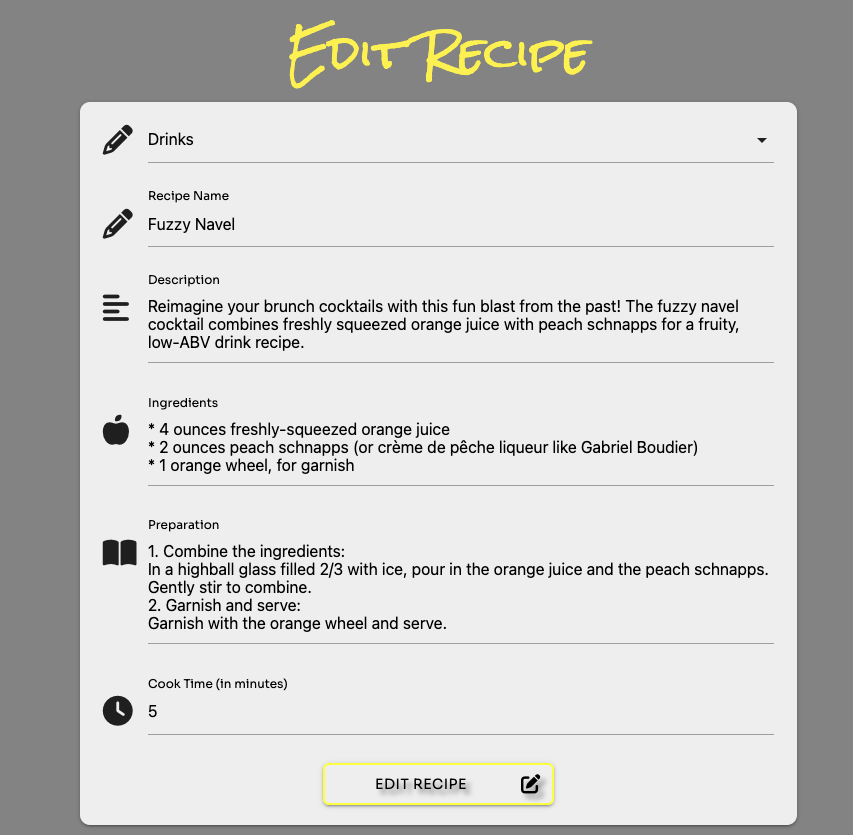 Edit Recipe
Drinks
Recipe Name
Fuzzy Navel
Description
Reimagine your brunch cocktails with this fun blast from the past! The fuzzy navel
cocktail combines freshly squeezed orange juice with peach schnapps for a fruity,
low-ABV drink recipe.
Ingredients
* 4 ounces freshly-squeezed orange juice
* 2 ounces peach schnapps (or crème de pêche liqueur like Gabriel Boudier)
* 1 orange wheel, for garnish
Preparation
1. Combine the ingredients:
In a highball glass filled 2/3 with ice, pour in the orange juice and the peach schnapps.
Gently stir to combine.
2. Garnish and serve:
Garnish with the orange wheel and serve.
Cook Time (in minutes)
5
EDIT RECIPE